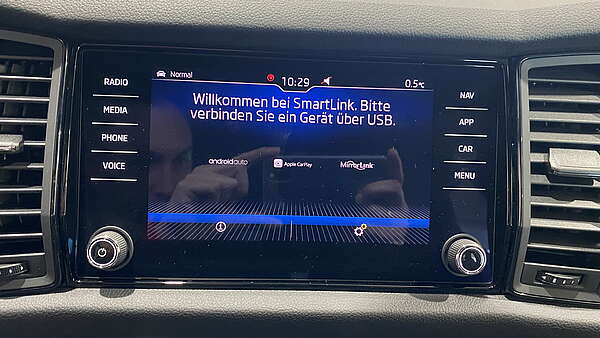 Normal 10:29 0.5°C
RADIO
MEDIA
PHONE
VOICE
Willkommen bei SmartLink. Bitte
verbinden Sie ein Gerät über USB.
androidauto Apple CarPlay MirrorLink
NAV
APP
CAR
MENU